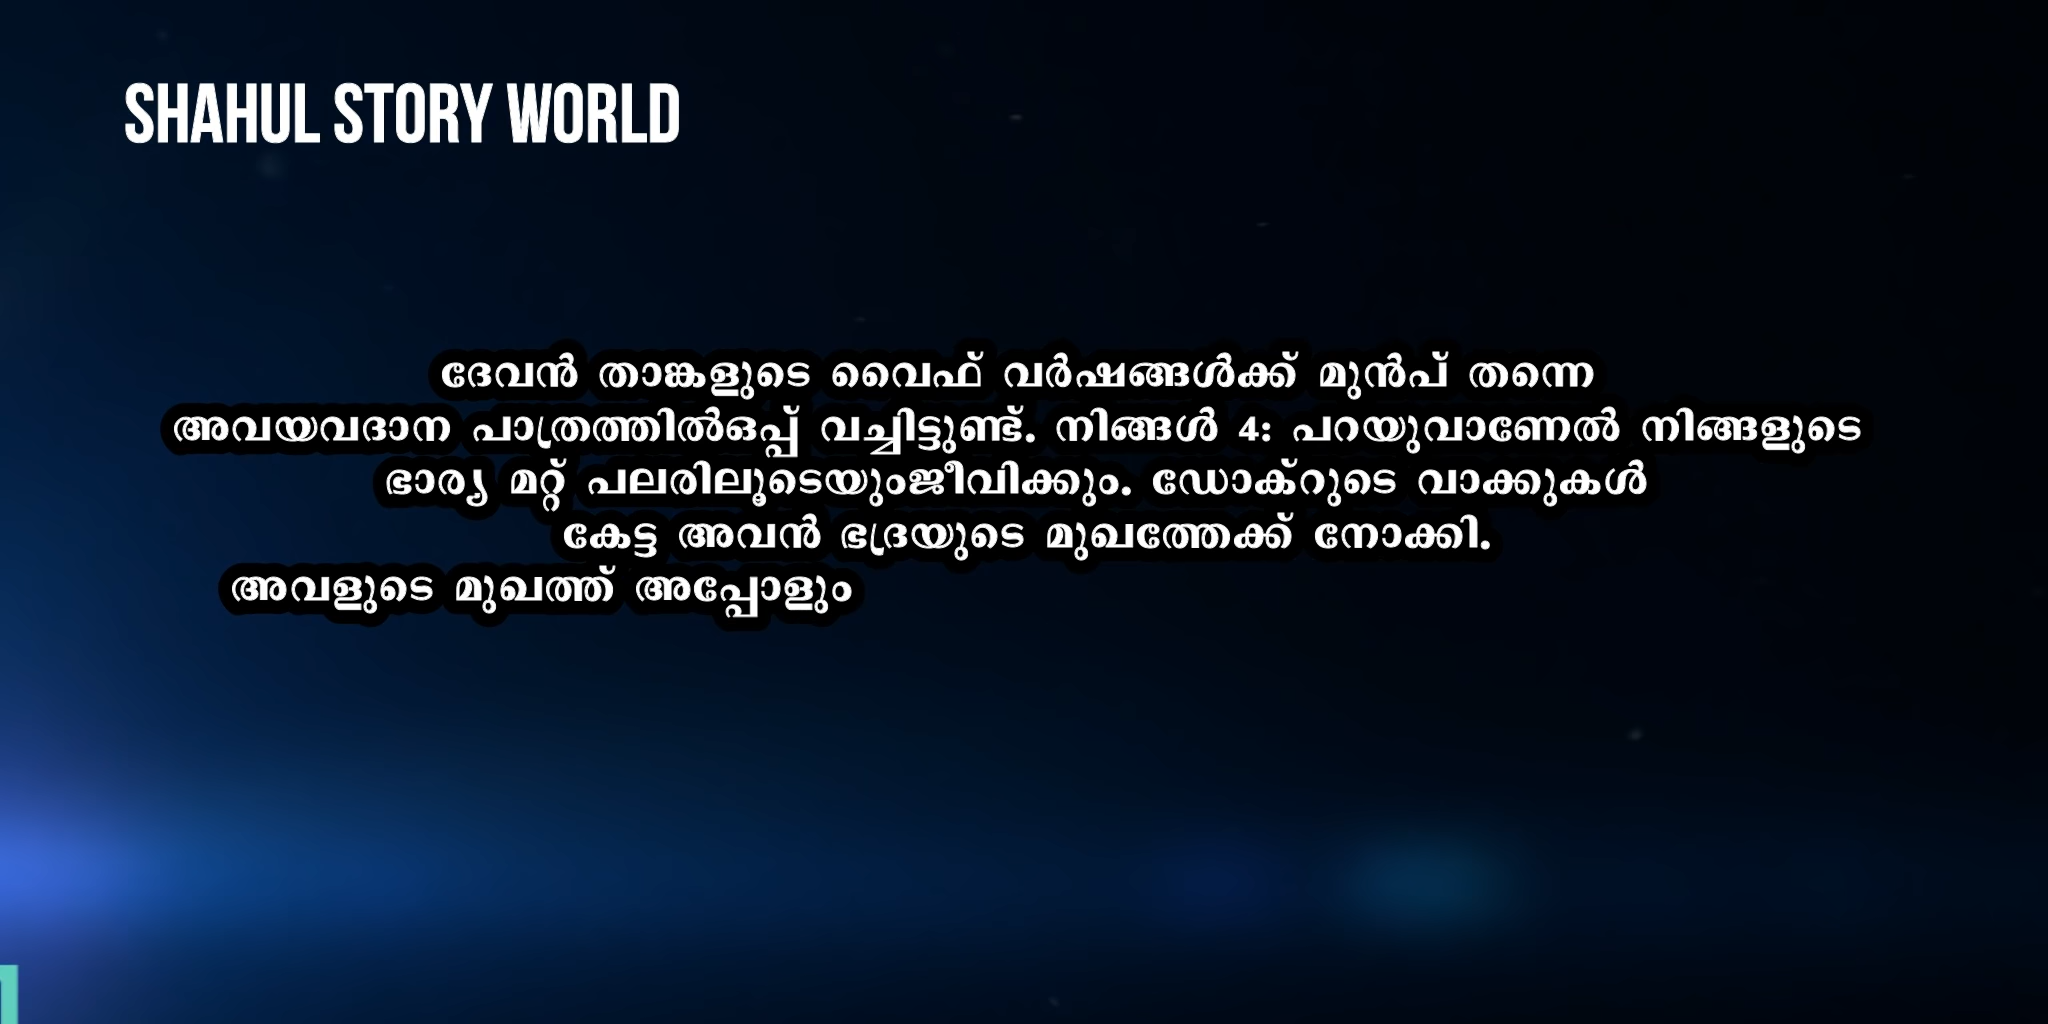 SHAHUL STORY WORLD
ദേവൻ താങ്കളുടെ വൈഫ് വർഷങ്ങൾക്ക് മുൻപ് തന്നെ
അവയവദാന പാത്രത്തിൽഒപ്പ് വച്ചിട്ടുണ്ട്. നിങ്ങൾ 4: പറയുവാണേൽ നിങ്ങളുടെ
ഭാര്യ മറ്റ് പലരിലൂടെയുംജീവിക്കും. ഡോക്റുടെ വാക്കുകൾ
കേട്ട അവൻ ഭദ്രയുടെ മുഖത്തേക്ക് നോക്കി.
അവളുടെ മുഖത്ത് അപ്പോളും